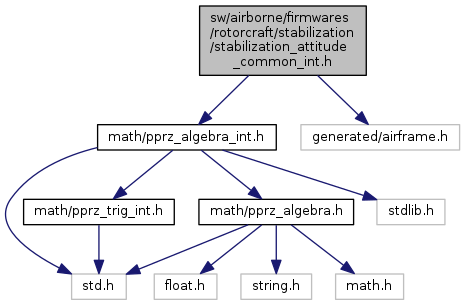 sw/airborne/firmwares
/rotorcraft/stabilization
/stabilization_attitude
_common_int.h
math/pprz_algebra_int.h
generated/airframe.h
math/pprz_trig_int.h
math/pprz_algebra.h
stdlib.h
std.h
float.h
string.h
math.h